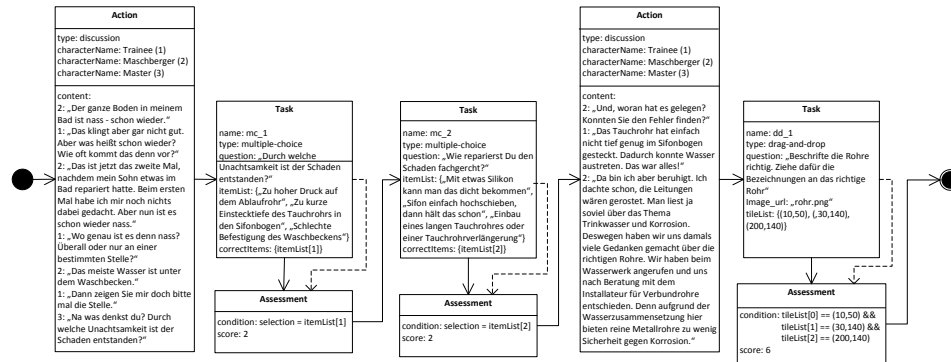 Action
type: discussion
characterName: Trainee (1)
characterName: Maschberger (2)
characterName: Master (3)
content:
2: „Der ganze Boden in meinem
Bad ist nass - schon wieder.“
1: „Das klingt aber gar nicht gut.
Aber was heißt schon wieder?
Wie oft kommt das denn vor?“
2: „Das ist jetzt das zweite Mal,
nachdem mein Sohn etwas im
Bad repariert hatte. Beim ersten
Mal habe ich mir noch nichts
dabei gedacht. Aber nun ist es
schon wieder nass.“
1: „Wo genau ist es denn nass?
Überall oder nur an einer
bestimmten Stelle?“
2: „Das meiste Wasser ist unter
dem Waschbecken.“
1: „Dann zeigen Sie mir doch bitte
mal die Stelle.“
3: „Na was denkst du? Durch
welche Unachtsamkeit ist der
Schaden entstanden?“
Task
name: mc_1
type: multiple-choice
question: „Durch welche
Unachtsamkeit ist der Schaden
entstanden?“
itemList: {„Zu hoher Druck auf
dem Ablaufrohr“, „Zu kurze
Einstecktiefe des Tauchrohrs in
den Sifonbogen“, „Schlechte
Befestigung des Waschbeckens“}
correctItems: {itemList[1]}
Assessment
condition: selection = itemList[1]
score: 2
Task
name: mc_2
type: multiple-choice
question: „Wie reparierst Du den
Schaden fachgercht?“
itemList: {„Mit etwas Silikon
kann man das dicht bekommen“,
„Sifon einfach hochschieben,
dann hält das schon“, „Einbau
eines langen Tauchrohres oder
einer Tauchrohrverlängerung“}
correctItems: {itemList[2]}
Assessment
condition: selection = itemList[2]
score: 2
Action
type: discussion
characterName: Trainee (1)
characterName: Maschberger (2)
characterName: Master (3)
content:
2: „Und, woran hat es gelegen?
Konnten Sie den Fehler finden?“
1: „Das Tauchrohr hat einfach
nicht tief genug im Sifonbogen
gesteckt. Dadurch konnte Wasser
austreten. Das war alles!“
2: „Da bin ich aber beruhigt. Ich
dachte schon, die Leitungen
wären gerostet. Man liest ja
soviel über das Thema
Trinkwasser und Korrosion.
Deswegen haben wir uns damals
viele Gedanken gemacht über die
richtigen Rohre. Wir haben beim
Wasserwerk angerufen und uns
nach Beratung mit dem
Installateur für Verbundrohre
entschieden. Denn aufgrund der
Wasserzusammensetzung hier
bieten reine Metallrohre zu wenig
Sicherheit gegen Korrosion.“
Task
name: dd_1
type: drag-and-drop
question: „Beschrifte die Rohre
richtig. Ziehe dafür die
Bezeichnungen an das richtige
Rohr“
Image_url: „rohr.png“
tileList: {(10,50), (,30,140),
(200,140)}
Assessment
condition: tileList[0] == (10,50) &&
tileList[1] == (30,140) &&
tileList[2] == (200,140)
score: 6